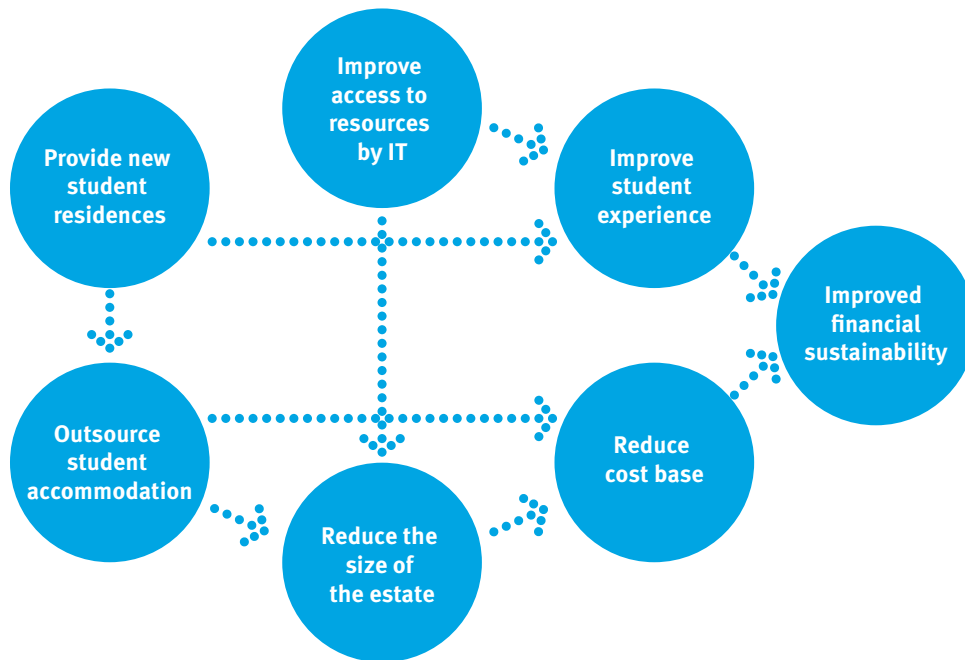 Improve
access to
resources
by IT
Provide new
student
residences
Improve
student
experience
Improved
financial
sustainability
Outsource
student
accommodation
Reduce
cost base
Reduce the
size of
the estate